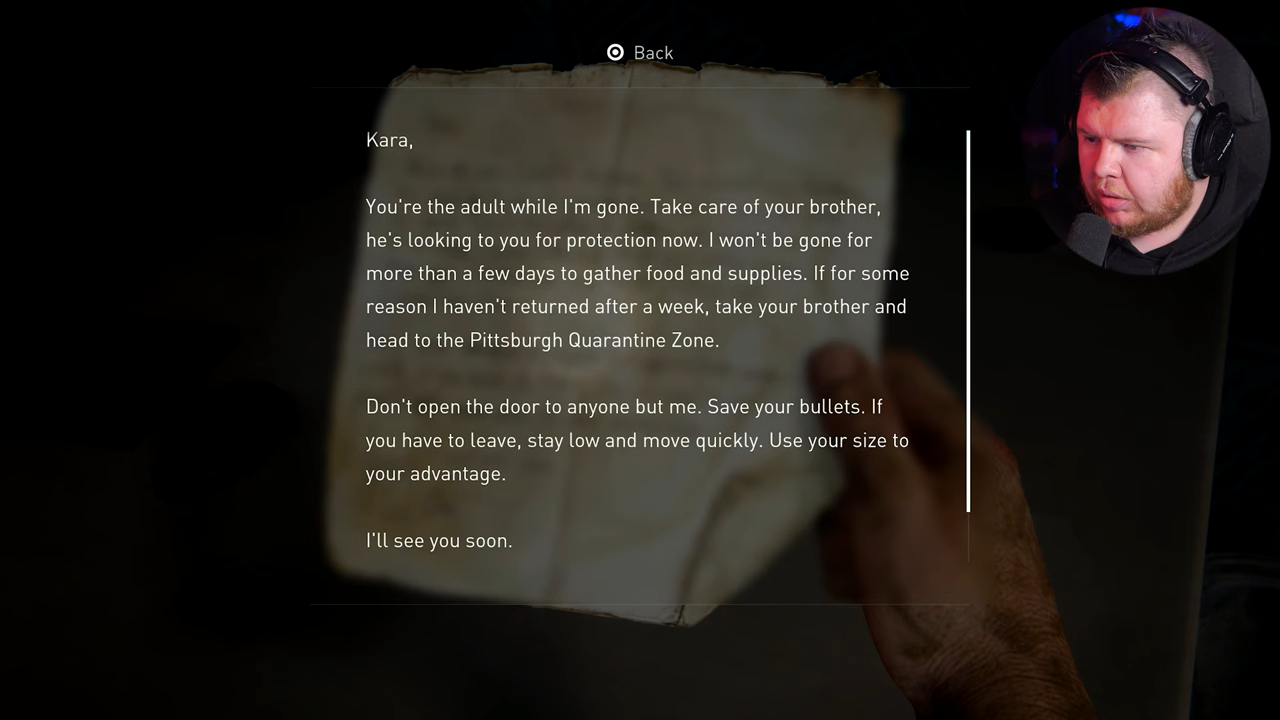 Back
Kara,
You're the adult while I'm gone. Take care of your brother,
he's looking to you for protection now. I won't be gone for
more than a few days to gather food and supplies. If for some
reason I haven't returned after a week, take your brother and
head to the Pittsburgh Quarantine Zone.
Don't open the door to anyone but me. Save your bullets. If
you have to leave, stay low and move quickly. Use your size to
your advantage.
I'll see you soon.